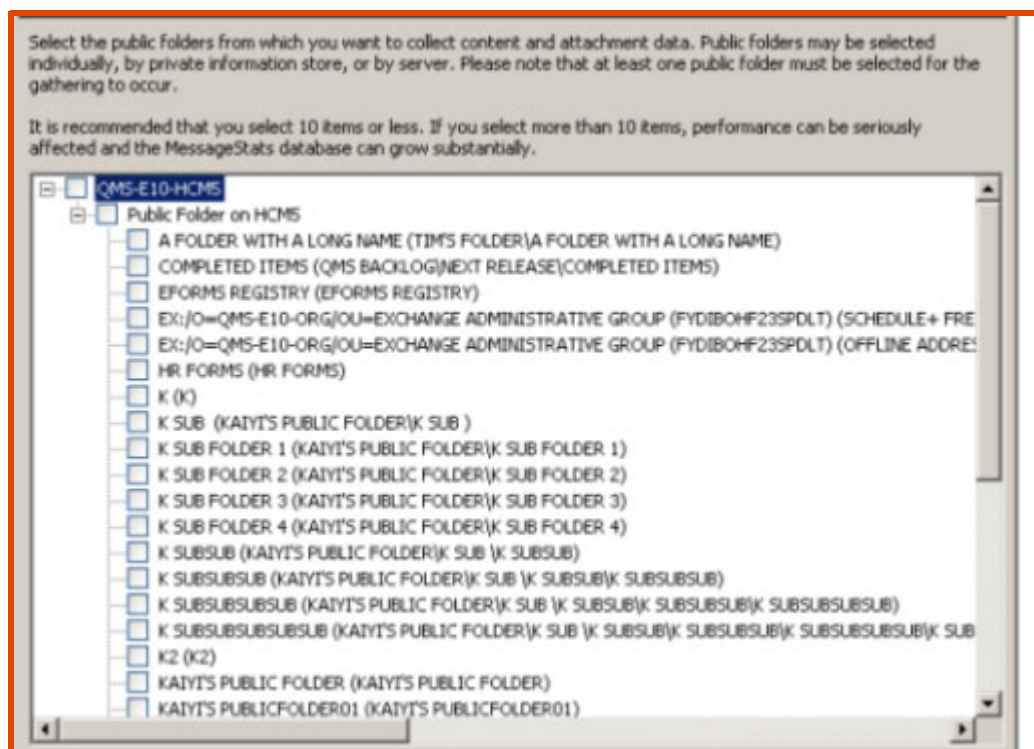 Select the public folders from which you want to collect content and attachment data. Public folders may be selected
individually, by private information store, or by server. Please note that at least one public folder must be selected for the
gathering to occur.
It is recommended that you select 10 items or less. If you select more than 10 items, performance can be seriously
affected and the MessageStats database can grow substantially.
QMS-E10-HCM5
Public Folder on HCM5
A FOLDER WITH A LONG NAME (TIM'S FOLDER\A FOLDER WITH A LONG NAME)
COMPLETED ITEMS (QMS BACKLOG\NEXT RELEASE\COMPLETED ITEMS)
EFORMS REGISTRY (EFORMS REGISTRY)
EX:/O=QMS-E10-ORG/OU=EXCHANGE ADMINISTRATIVE GROUP (FYDIBOHF23SPDLT) (SCHEDULE+ FRE
EX:/O=QMS-E10-ORG/OU=EXCHANGE ADMINISTRATIVE GROUP (FYDIBOHF23SPDLT) (OFFLINE ADDRES
HR FORMS (HR FORMS)
K (K)
K SUB  (KAIYI'S PUBLIC FOLDER\K SUB )
K SUB FOLDER 1 (KAIYI'S PUBLIC FOLDER\K SUB FOLDER 1)
K SUB FOLDER 2 (KAIYI'S PUBLIC FOLDER\K SUB FOLDER 2)
K SUB FOLDER 3 (KAIYI'S PUBLIC FOLDER\K SUB FOLDER 3)
K SUB FOLDER 4 (KAIYI'S PUBLIC FOLDER\K SUB FOLDER 4)
K SUBSUB (KAIYI'S PUBLIC FOLDER\K SUB \K SUBSUB)
K SUBSUBSUB (KAIYI'S PUBLIC FOLDER\K SUB \K SUBSUB\K SUBSUBSUB)
K SUBSUBSUBSUB (KAIYI'S PUBLIC FOLDER\K SUB \K SUBSUB\K SUBSUBSUB\K SUBSUBSUBSUB)
K SUBSUBSUBSUBSUB (KAIYI'S PUBLIC FOLDER\K SUB \K SUBSUB\K SUBSUBSUB\K SUBSUBSUBSUB\K SUB
K2 (K2)
KAIYI'S PUBLIC FOLDER (KAIYI'S PUBLIC FOLDER)
KAIYI'S PUBLICFOLDER01 (KAIYI'S PUBLICFOLDER01)